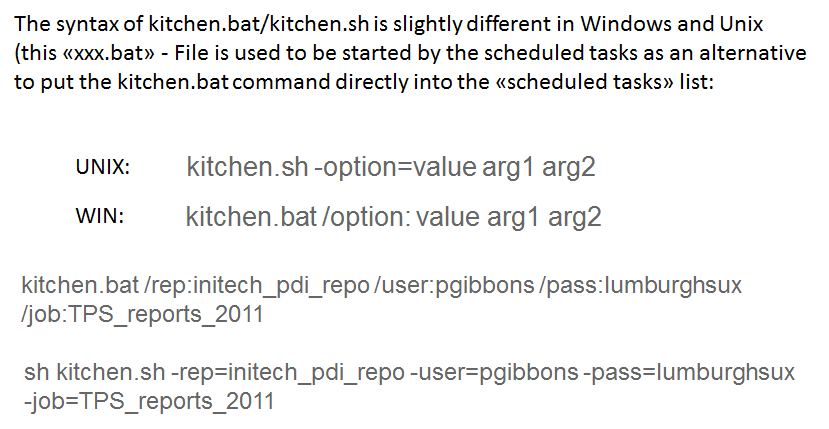 The syntax of kitchen.bat/kitchen.sh is slightly different in Windows and Unix
(this «xxx.bat» - File is used to be started by the scheduled tasks as an alternative
to put the kitchen.bat command directly into the «scheduled tasks» list:
UNIX: kitchen.sh -option=value arg1 arg2
WIN: kitchen.bat /option: value arg1 arg2
kitchen.bat /rep:initech_pdi_repo /user:pgibbons /pass:lumburghsux
/job:TPS_reports_2011
sh kitchen.sh -rep=initech_pdi_repo -user=pgibbons -pass=lumburghsux
-job=TPS_reports_2011